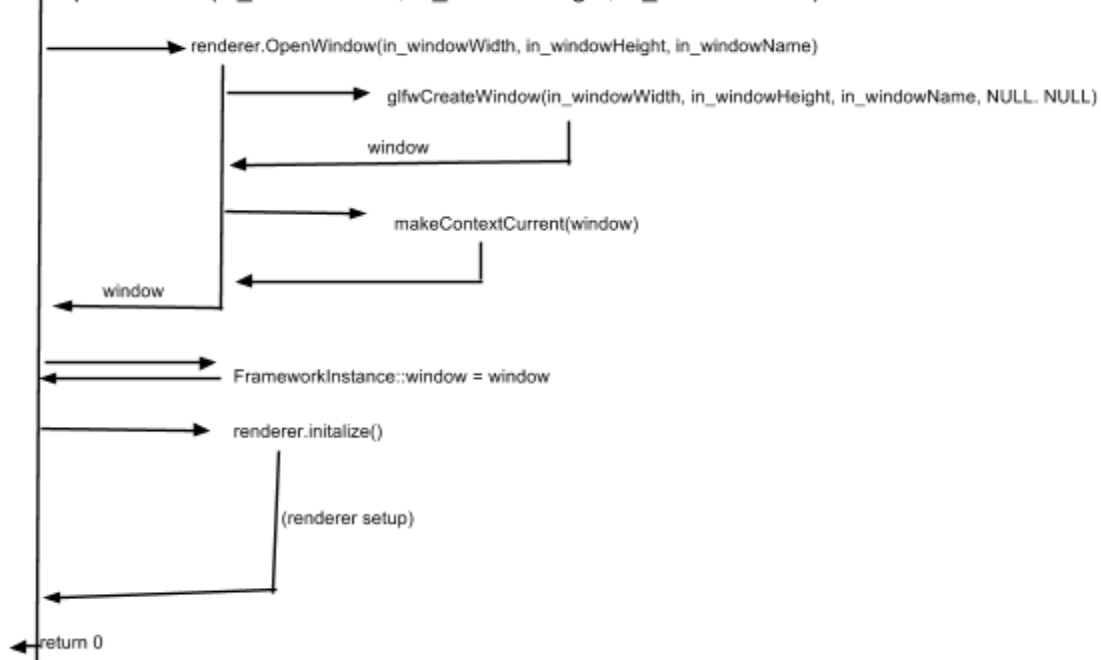 renderer.OpenWindow(in_windowWidth, in_windowHeight, in_windowName)
glfwCreateWindow(in_windowWidth, in_windowHeight, in_windowName, NULL. NULL)
window
makeContextCurrent(window)
window
FrameworkInstance::window = window
renderer.initalize()
(renderer setup)
return 0